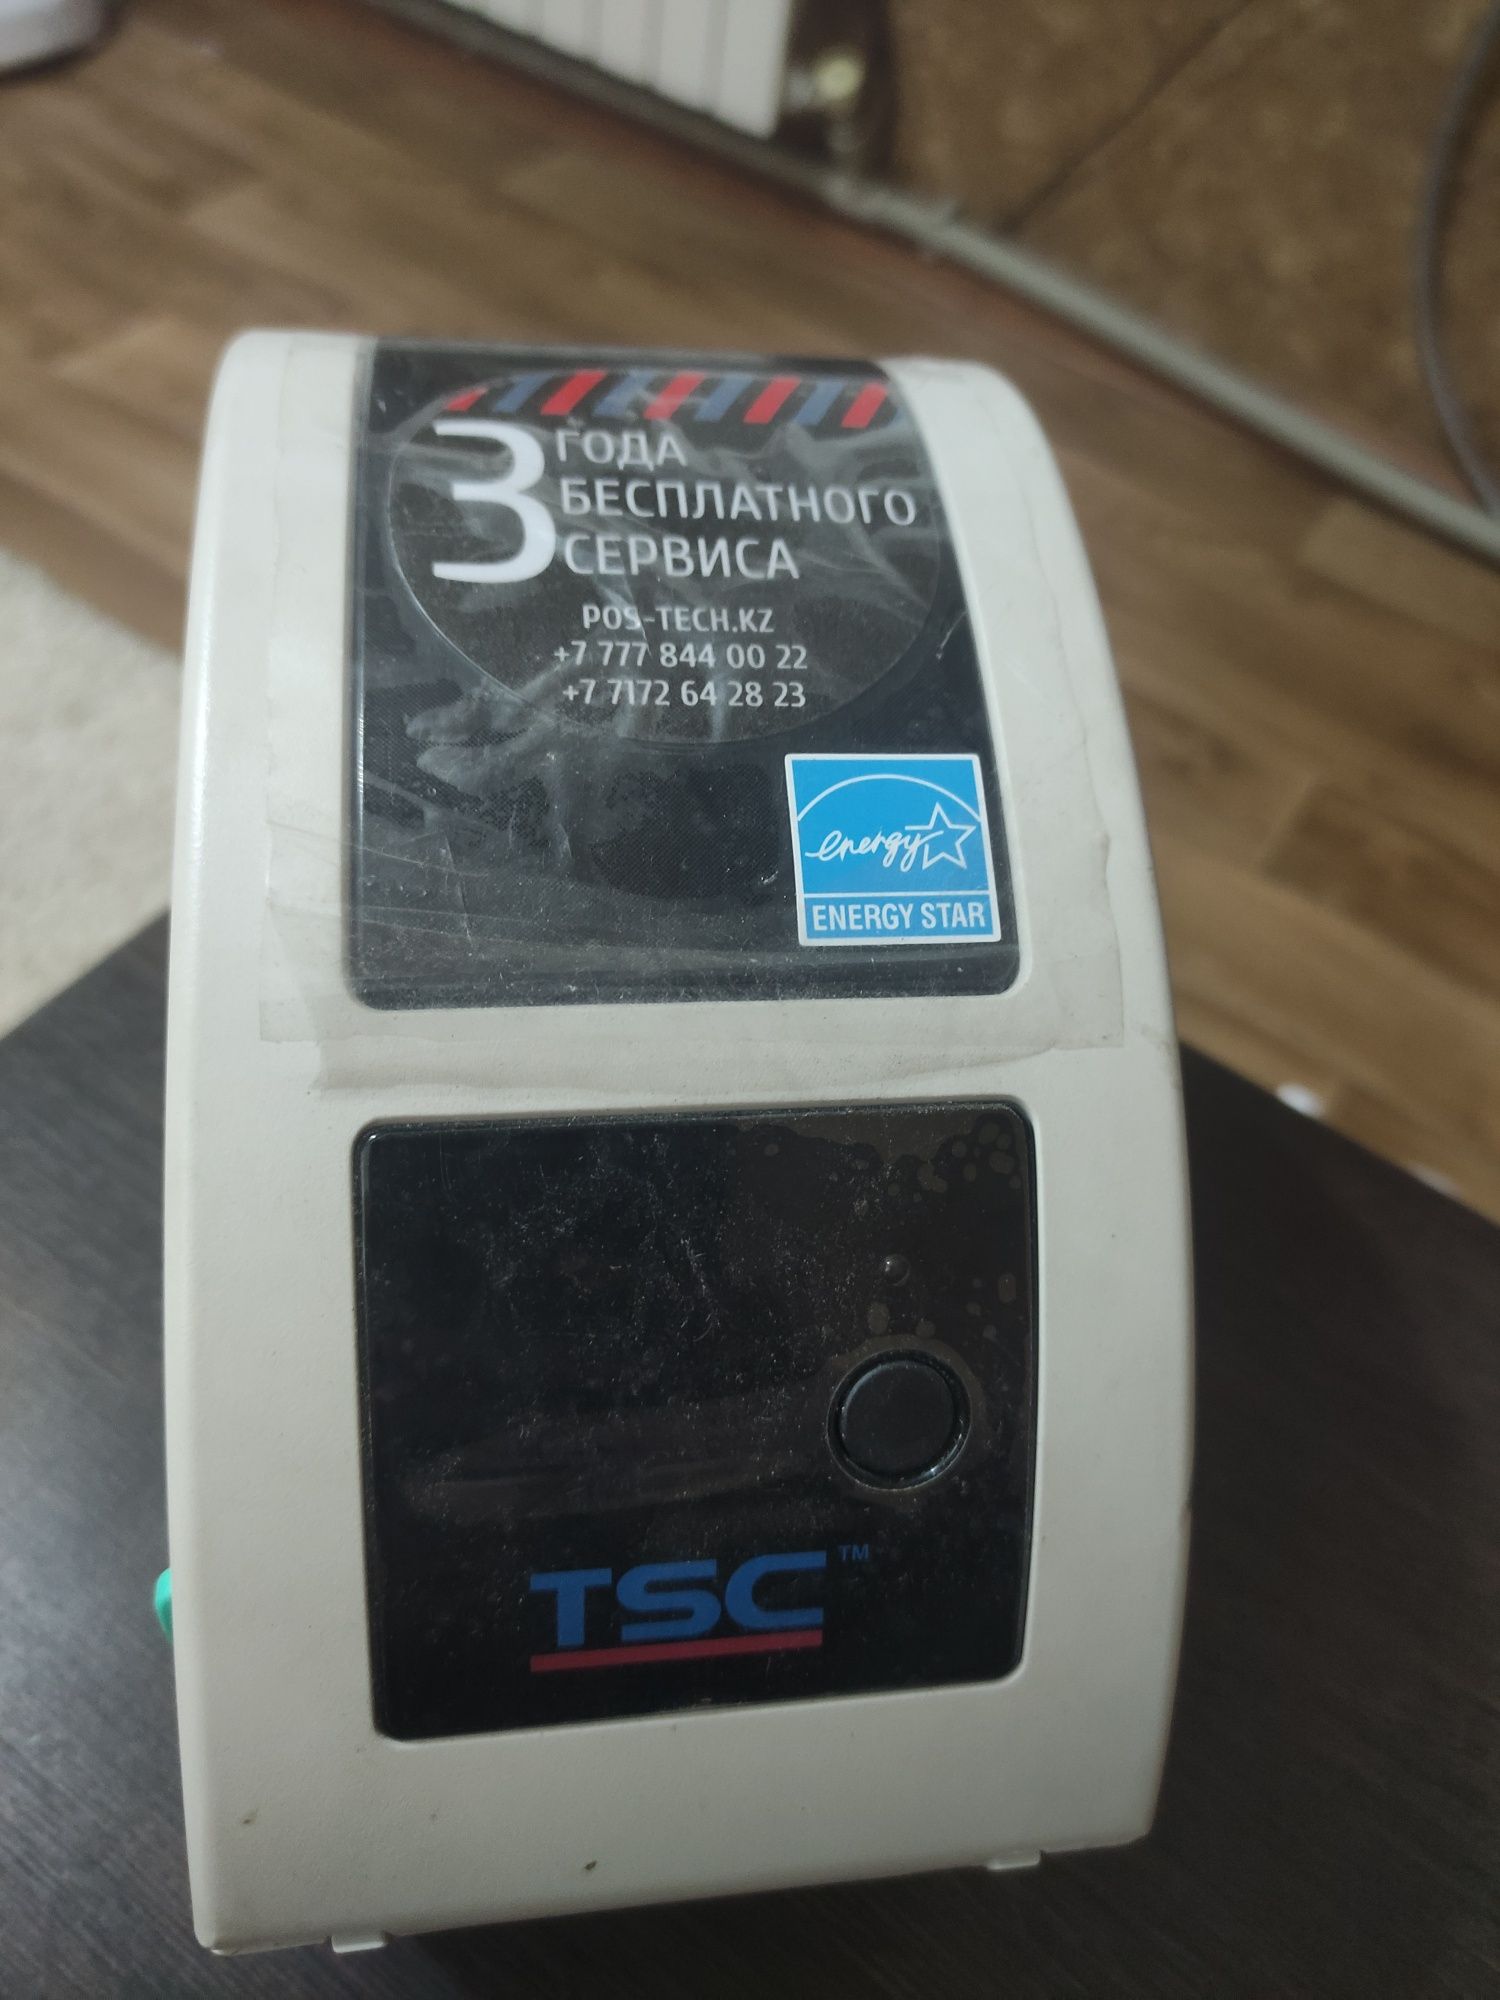 3 ГОДА
БЕСПЛАТНОГО
СЕРВИСА
POS-TECH.KZ
+7 777 844 00 22
+7 7172 64 28 23
energy
ENERGY STAR
TSC™